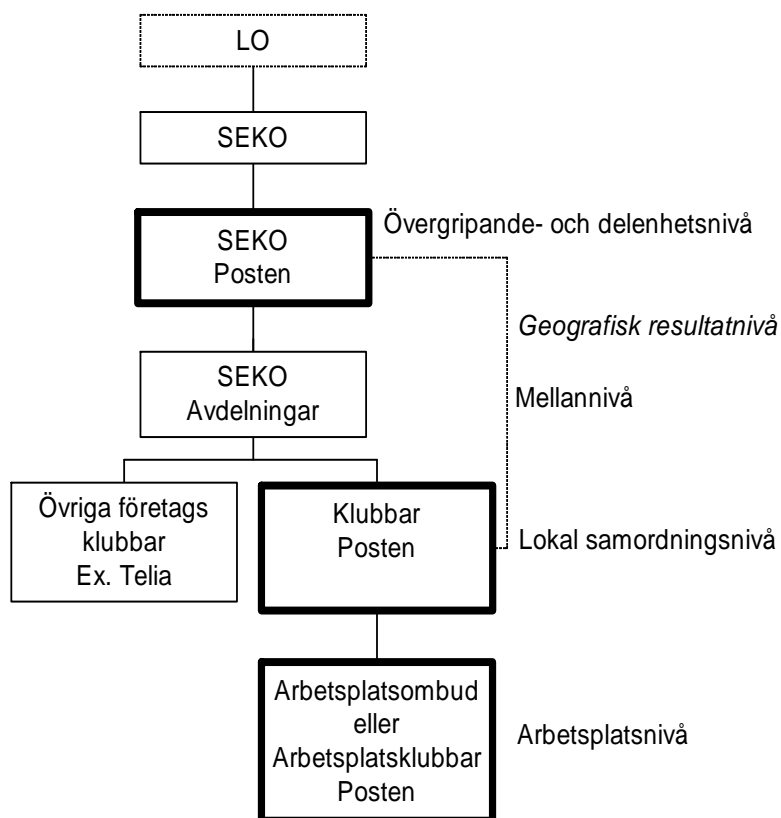 LO
SEKO
SEKO
Posten
Övergripande- och delenhetsnivå
Geografisk resultatnivå
SEKO
Avdelningar
Mellannivå
Övriga företags
klubbar
Ex. Telia
Klubbar
Posten
Lokal samordningsnivå
Arbetsplatsombud
eller
Arbetsplatsklubbar
Posten
Arbetsplatsnivå